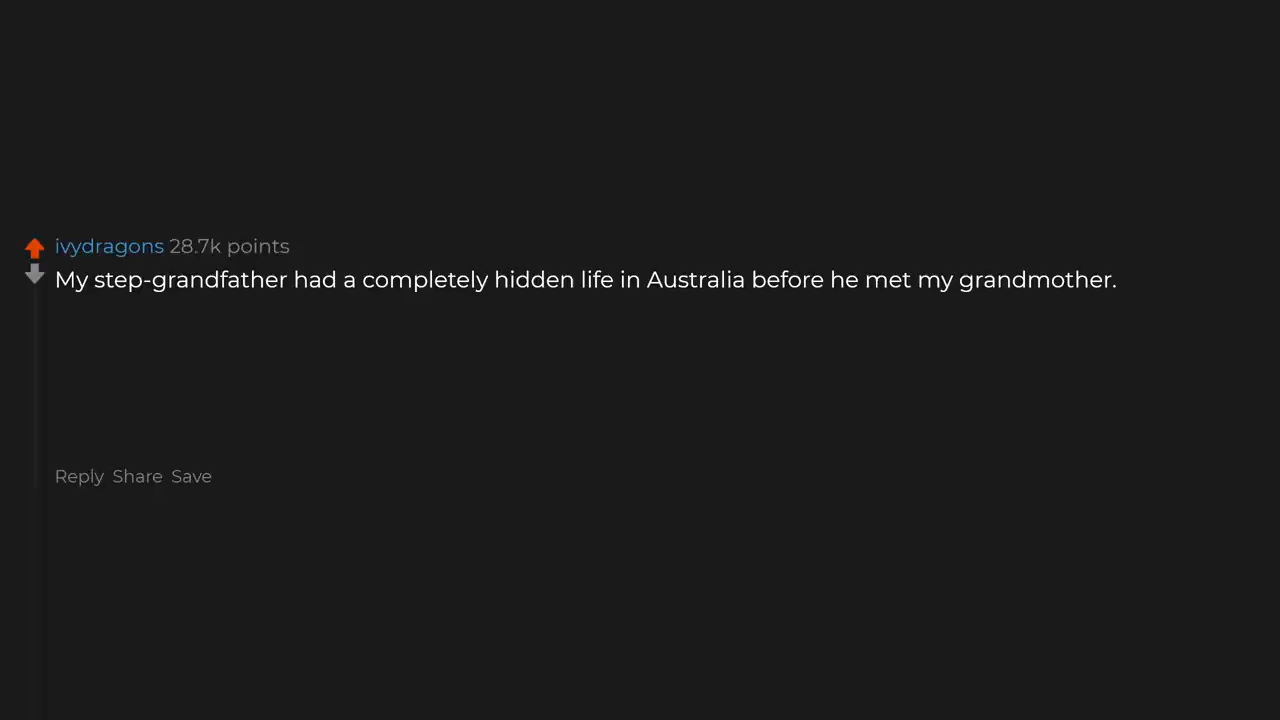 ivydragons 28.7k points
My step-grandfather had a completely hidden life in Australia before he met my grandmother.
Reply Share Save